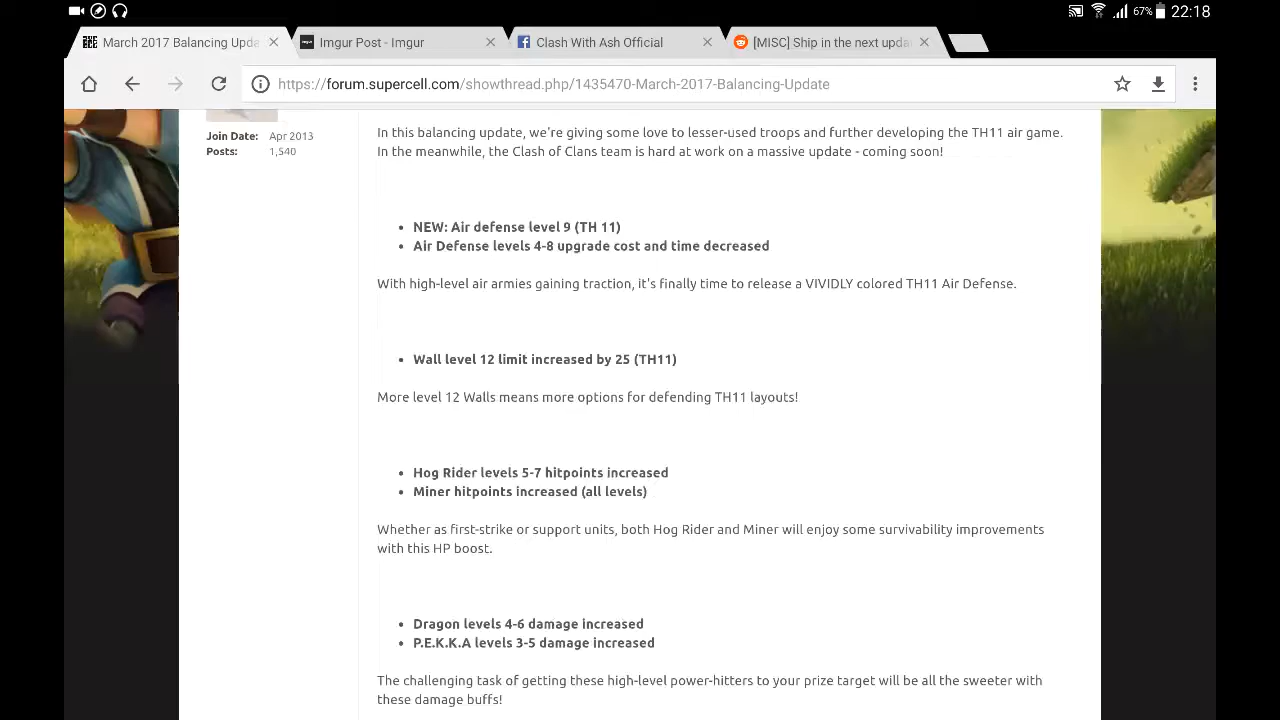 67% 22:18
March 2017 Balancing Upda
Imgur Post - Imgur
Clash With Ash Official
[MISC] Ship in the next upda
https://forum.supercell.com/showthread.php/1435470-March-2017-Balancing-Update
Join Date: Apr 2013
Posts: 1,540
In this balancing update, we're giving some love to lesser-used troops and further developing the TH11 air game.
In the meanwhile, the Clash of Clans team is hard at work on a massive update - coming soon!
• NEW: Air defense level 9 (TH 11)
• Air Defense levels 4-8 upgrade cost and time decreased
With high-level air armies gaining traction, it's finally time to release a VIVIDLY colored TH11 Air Defense.
• Wall level 12 limit increased by 25 (TH11)
More level 12 Walls means more options for defending TH11 layouts!
• Hog Rider levels 5-7 hitpoints increased
• Miner hitpoints increased (all levels)
Whether as first-strike or support units, both Hog Rider and Miner will enjoy some survivability improvements
with this HP boost.
• Dragon levels 4-6 damage increased
• P.E.K.K.A levels 3-5 damage increased
The challenging task of getting these high-level power-hitters to your prize target will be all the sweeter with
these damage buffs!